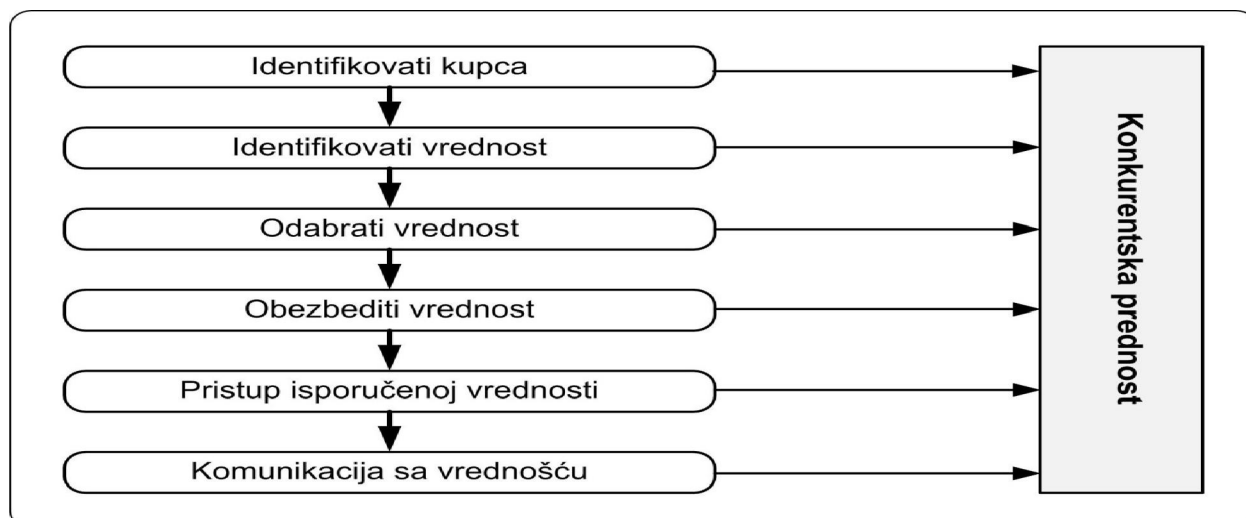 Identifikovati kupca
Identifikovati vrednost
Odabrati vrednost
Obezbediti vrednost
Pristup isporučenoj vrednosti
Komunikacija sa vrednošću
Konkurentska prednost